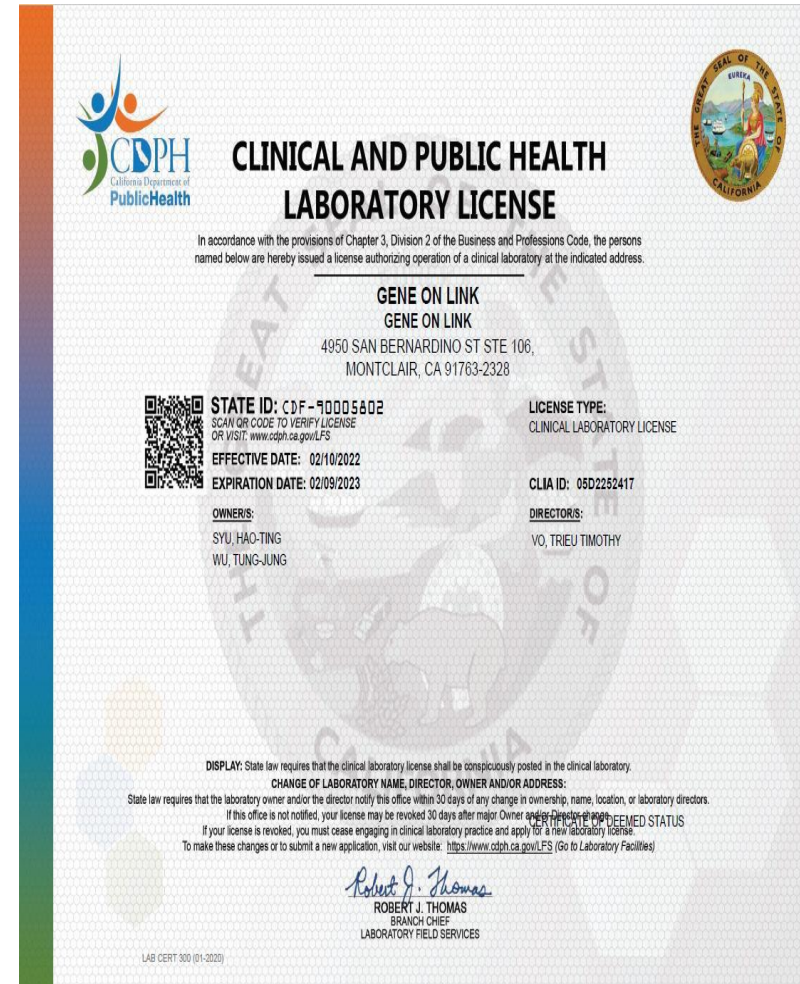 CDPH
California Department of
PublicHealth
SEAL OF THE STATE OF CALIFORNIA THE GREAT
EUREKA
CLINICAL AND PUBLIC HEALTH
LABORATORY LICENSE
In accordance with the provisions of Chapter 3, Division 2 of the Business and Professions Code, the persons
named below are hereby issued a license authorizing operation of a clinical laboratory at the indicated address.
GENE ON LINK
GENE ON LINK
4950 SAN BERNARDINO ST STE 106,
MONTCLAIR, CA 91763-2328
STATE ID: CDF-90005802
SCAN QR CODE TO VERIFY LICENSE
OR VISIT: www.cdph.ca.gov/LFS
EFFECTIVE DATE: 02/10/2022
EXPIRATION DATE: 02/09/2023
LICENSE TYPE:
CLINICAL LABORATORY LICENSE
CLIA ID: 05D2252417
OWNER/S:
SYU, HAO-TING
WU, TUNG-JUNG
DIRECTOR/S:
VO, TRIEU TIMOTHY
THE GREAT SEAL OF THE STATE OF CALIFORNIA
DISPLAY: State law requires that the clinical laboratory license shall be conspicuously posted in the clinical laboratory.
CHANGE OF LABORATORY NAME, DIRECTOR, OWNER AND/OR ADDRESS:
State law requires that the laboratory owner and/or the director notify this office within 30 days of any change in ownership, name, location, or laboratory directors.
If this office is not notified, your license may be revoked 30 days after major Owner and/or Director change.
CERTIFICATE OF DEEMED STATUS
If your license is revoked, you must cease engaging in clinical laboratory practice and apply for a new laboratory license.
To make these changes or to submit a new application, visit our website: https://www.cdph.ca.gov/LFS (Go to Laboratory Facilities)
Robert J. Thomas
ROBERT J. THOMAS
BRANCH CHIEF
LABORATORY FIELD SERVICES
LAB CERT 300 (01-2020)